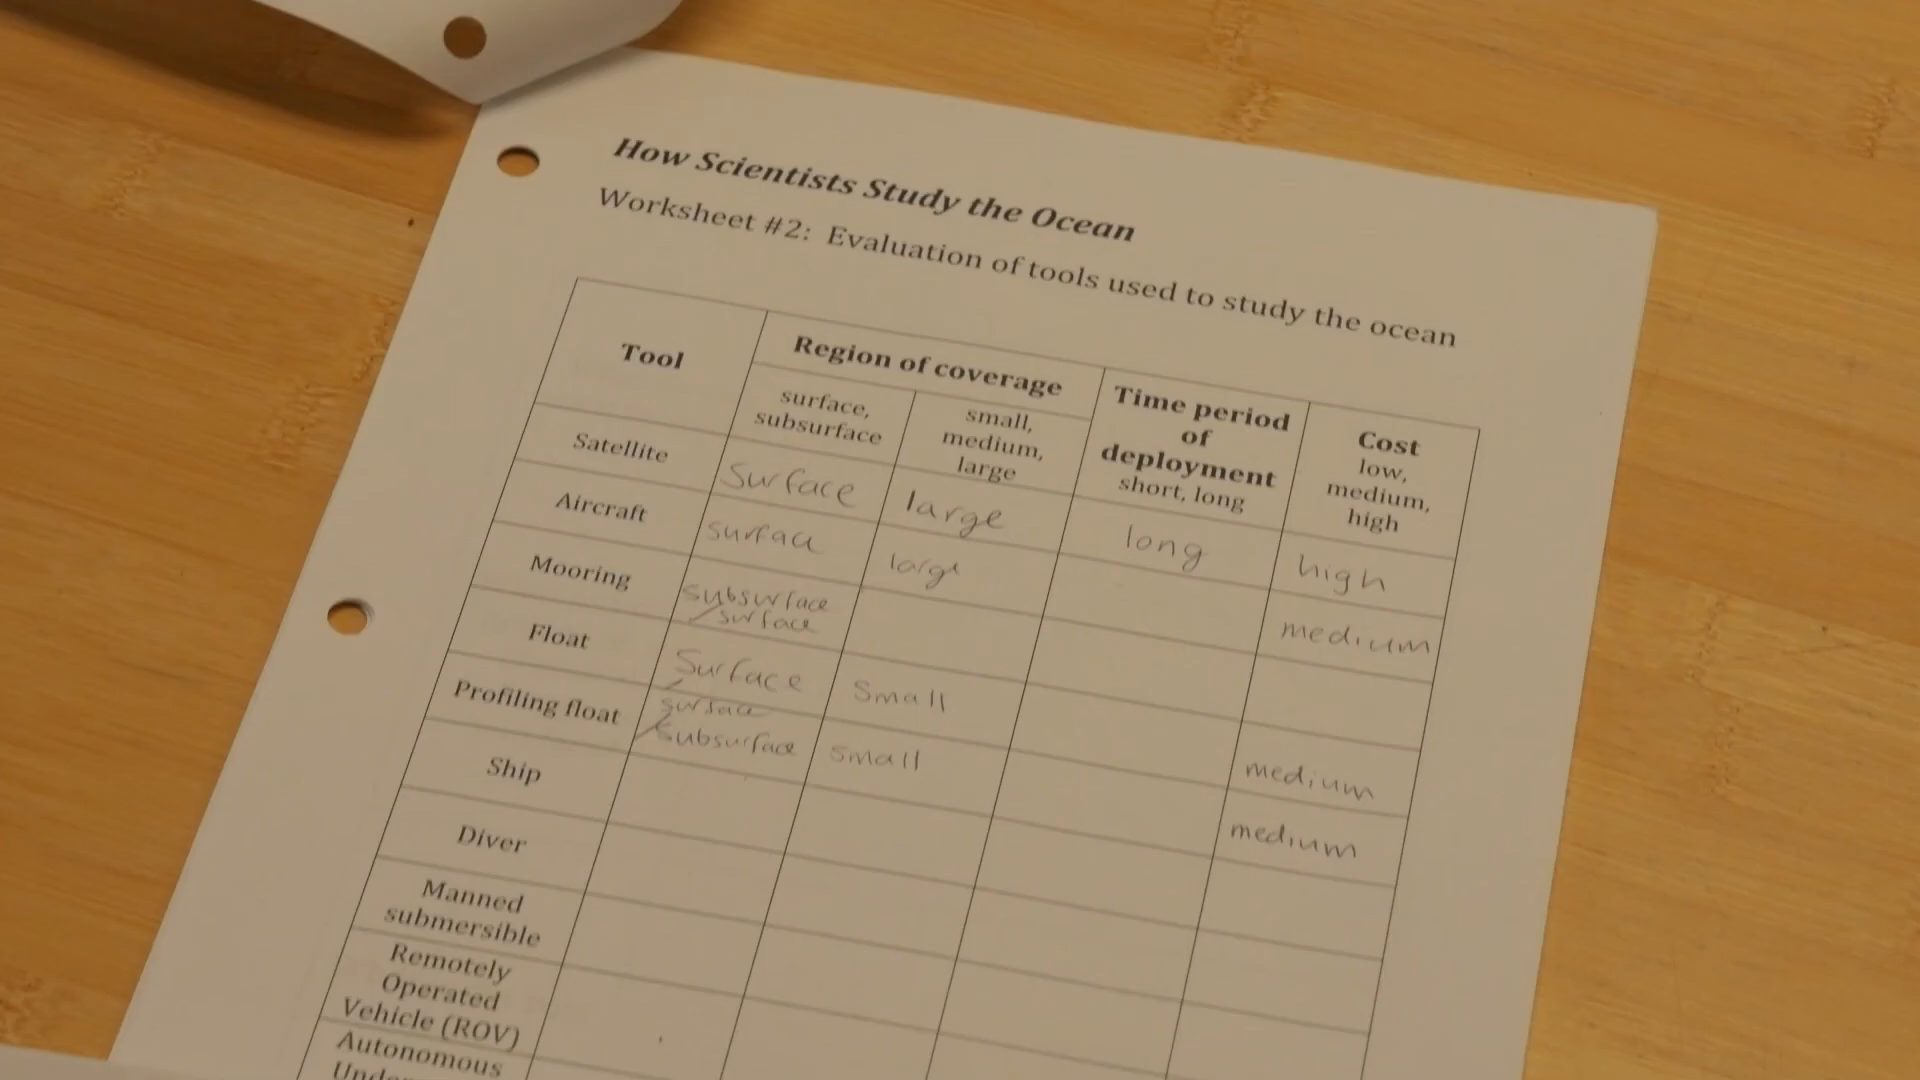 How Scientists Study the Ocean
Worksheet #2: Evaluation of tools used to study the ocean
Tool
Region of coverage
surface,
subsurface
small,
medium,
large
Time period
of
deployment
short, long
Cost
low,
medium,
high
Satellite
Surface
large
long
high
Aircraft
surface
large
medium
Mooring
subsurface
surface
Float
Surface
small
medium
Profiling float
surface
subsurface
small
medium
Ship
Diver
Manned
submersible
Remotely
Operated
Vehicle (ROV)
Autonomous